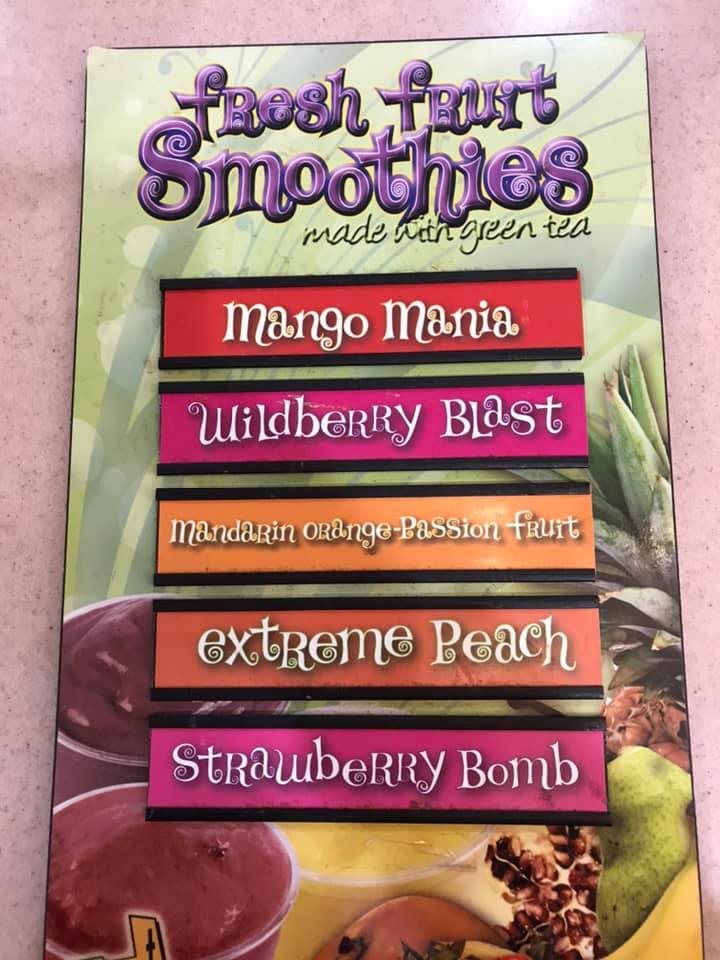 fresh fruit
Smoothies
made with green tea
Mango Mania
Wildberry Blast
Mandarin Orange-Passion fruit
extreme Peach
Strawberry Bomb